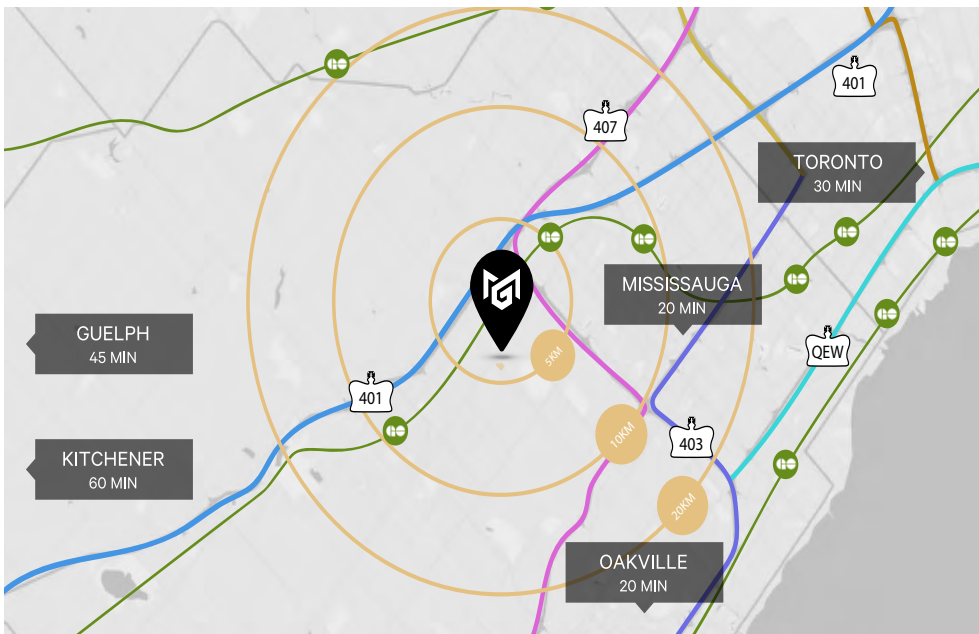 401
407
TORONTO
30 MIN
MISSISSAUGA
20 MIN
GUELPH
45 MIN
QEW
5KM
401
10KM
403
KITCHENER
60 MIN
20KM
OAKVILLE
20 MIN